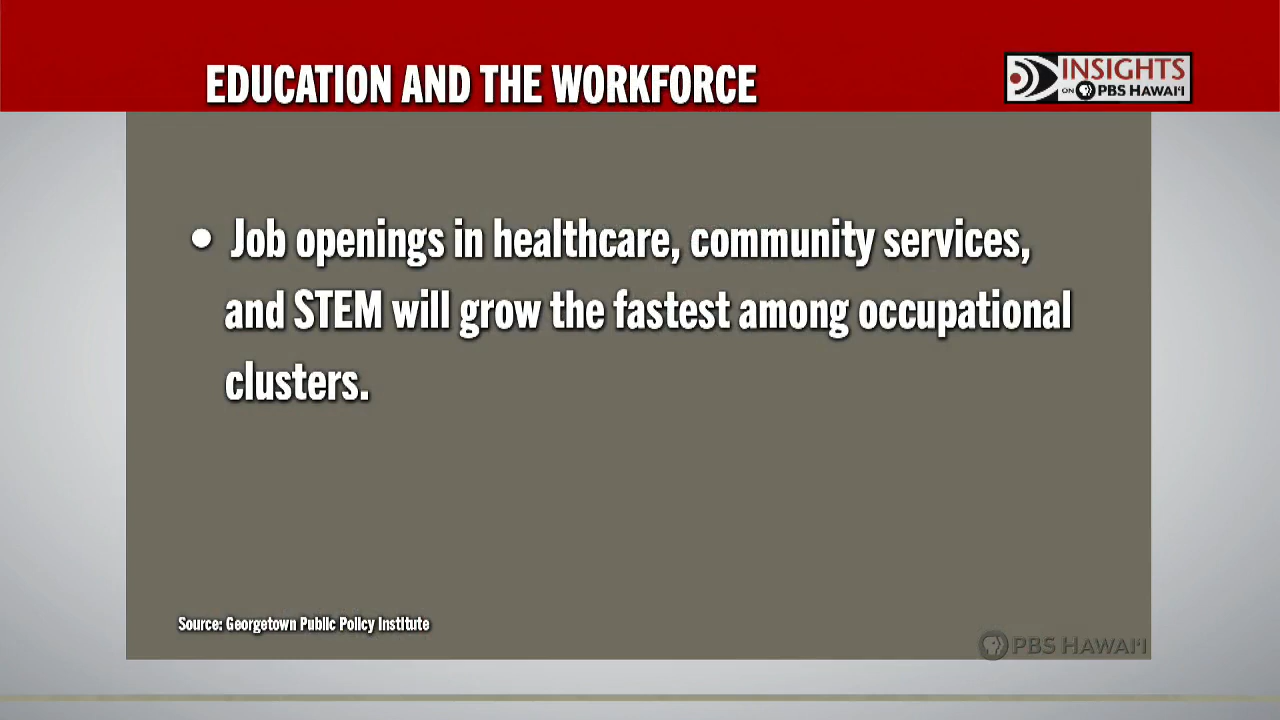 EDUCATION AND THE WORKFORCE
INSIGHTS
ON PBS HAWAIʻI
• Job openings in healthcare, community services,
and STEM will grow the fastest among occupational
clusters.
Source: Georgetown Public Policy Institute
PBS HAWAIʻI